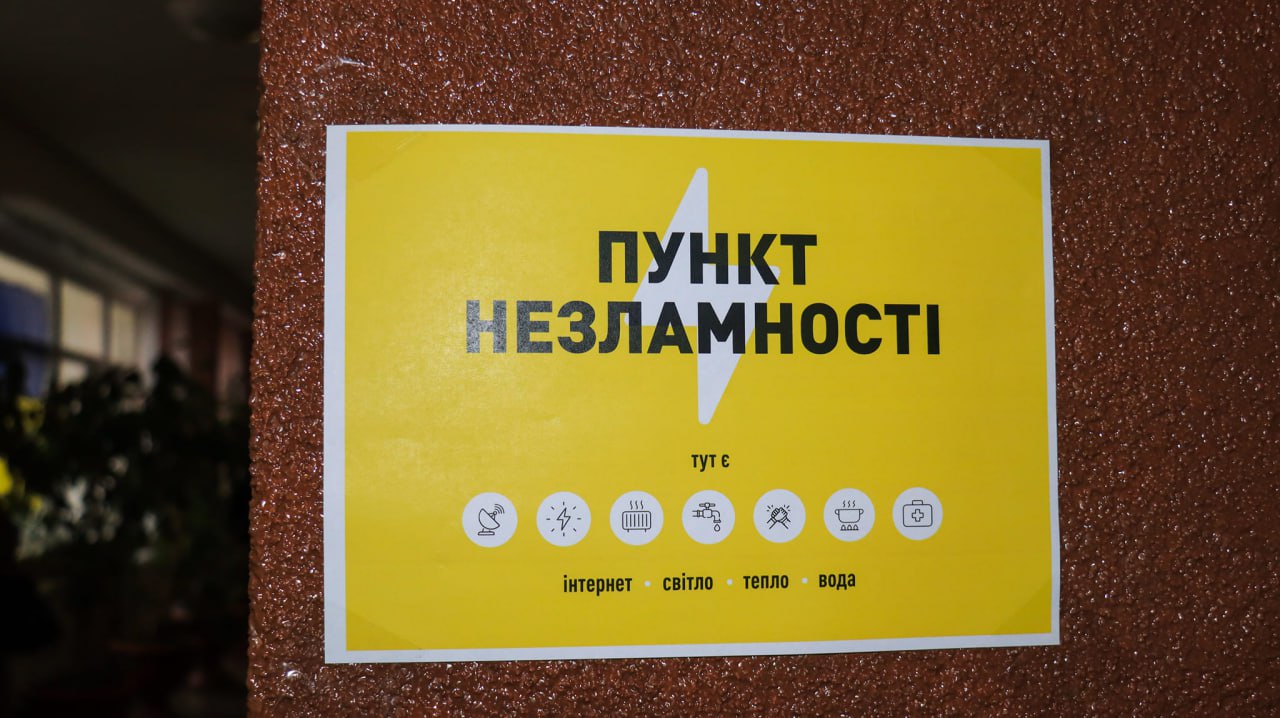 ПУНКТ
НЕЗЛАМНОСТІ
тут є
інтернет • світло • тепло • вода